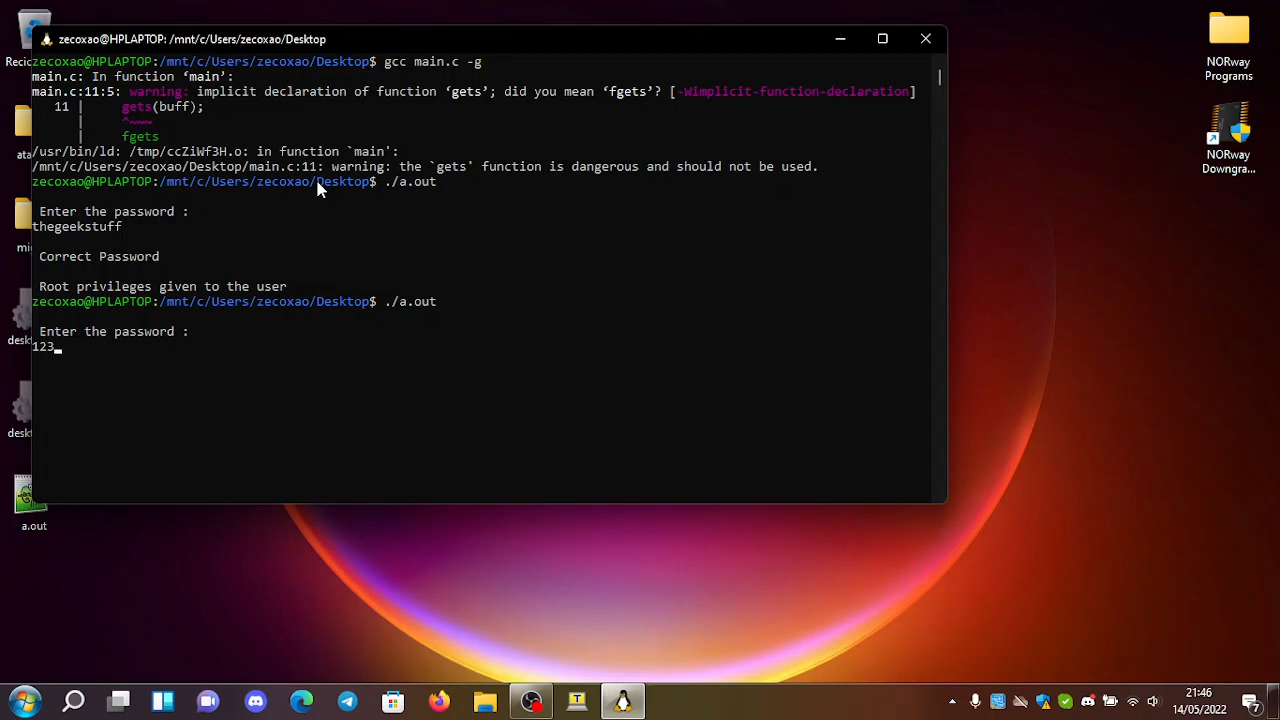 zecoxao@HPLAPTOP: /mnt/c/Users/zecoxao/Desktop
zecoxao@HPLAPTOP:/mnt/c/Users/zecoxao/Desktop$ gcc main.c -g
main.c: In function ‘main’:
main.c:11:5: warning: implicit declaration of function ‘gets’; did you mean ‘fgets’? [-Wimplicit-function-declaration]
11 | gets(buff);
| ^~~~
| fgets
/usr/bin/ld: /tmp/ccZiWf3H.o: in function `main':
/mnt/c/Users/zecoxao/Desktop/main.c:11: warning: the `gets' function is dangerous and should not be used.
zecoxao@HPLAPTOP:/mnt/c/Users/zecoxao/Desktop$ ./a.out
Enter the password :
thegeekstuff
Correct Password
Root privileges given to the user
zecoxao@HPLAPTOP:/mnt/c/Users/zecoxao/Desktop$ ./a.out
Enter the password :
123
a.out
NORway
Programs
NORway
Downgra...
21:46
14/05/2022
7